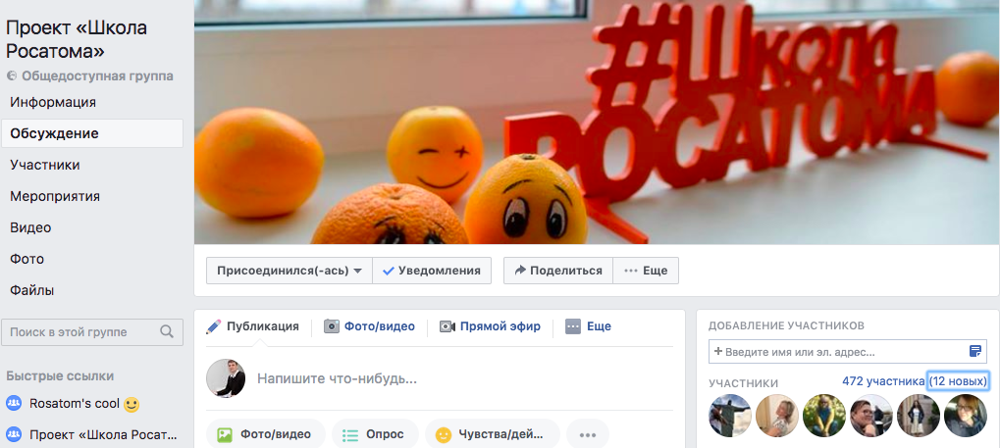 Проект «Школа
Росатома»
Общедоступная группа
Информация
Обсуждение
Участники
Мероприятия
Видео
Фото
Файлы
Поиск в этой группе
Быстрые ссылки
Rosatom's cool
Проект «Школа Росат...
#Школа
РОСАТОМА
Присоединился(-ась)
Уведомления
Поделиться
Еще
Публикация
Фото/видео
Прямой эфир
Еще
Напишите что-нибудь...
Фото/видео
Опрос
Чувства/дей...
ДОБАВЛЕНИЕ УЧАСТНИКОВ
+ Введите имя или эл. адрес...
УЧАСТНИКИ
472 участника (12 новых)